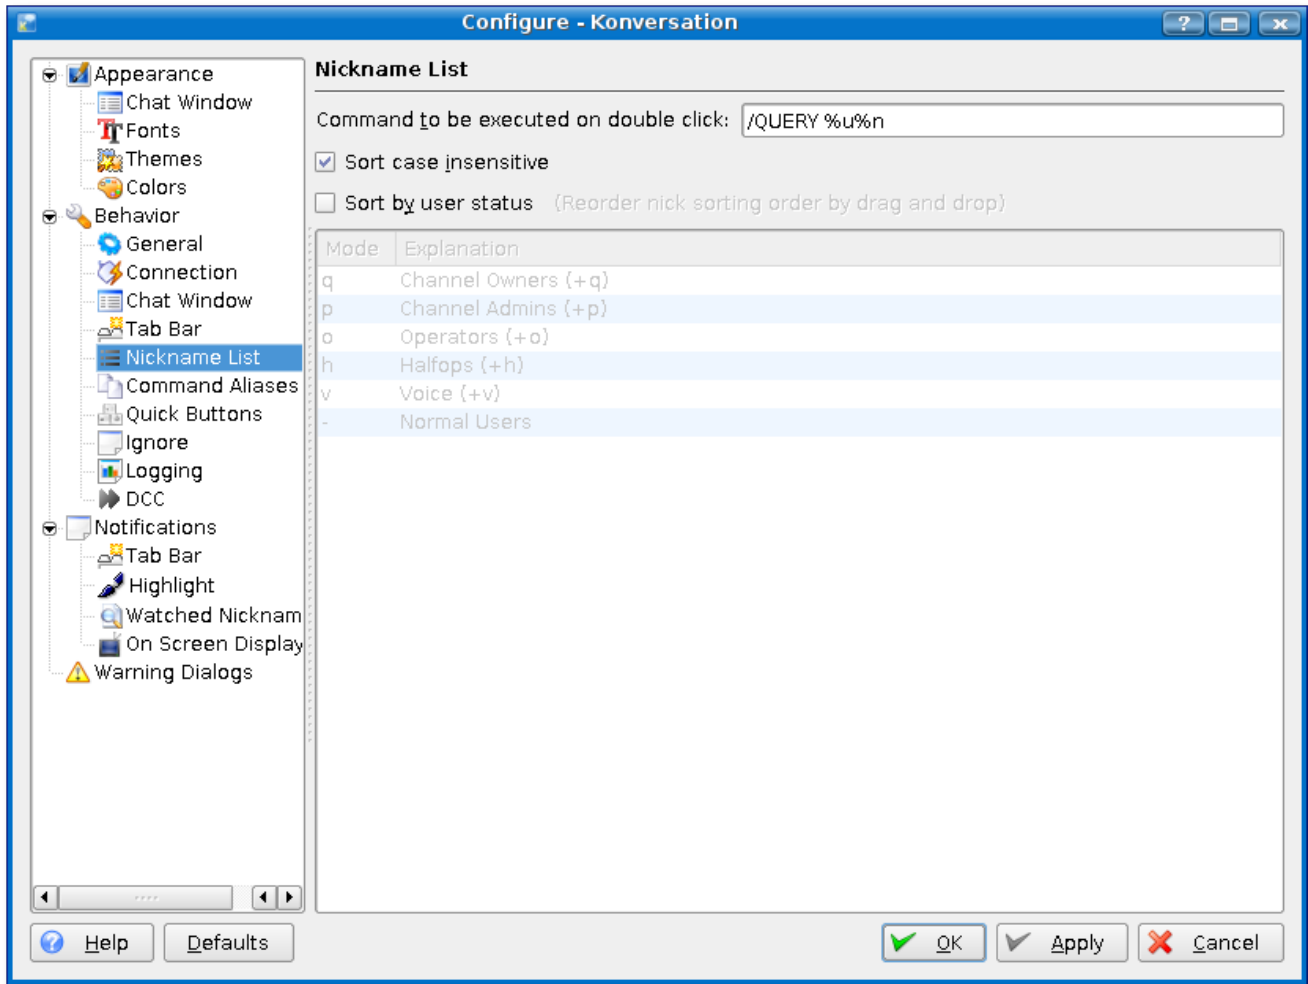 Configure - Konversation
Appearance
Chat Window
Fonts
Themes
Colors
Behavior
General
Connection
Chat Window
Tab Bar
Nickname List
Command Aliases
Quick Buttons
Ignore
Logging
DCC
Notifications
Tab Bar
Highlight
Watched Nicknam
On Screen Display
Warning Dialogs
Nickname List
Command to be executed on double click: /QUERY %u%n
Sort case insensitive
Sort by user status (Reorder nick sorting order by drag and drop)
Mode Explanation
q Channel Owners (+q)
p Channel Admins (+p)
o Operators (+o)
h Halfops (+h)
v Voice (+v)
- Normal Users
Help Defaults OK Apply Cancel